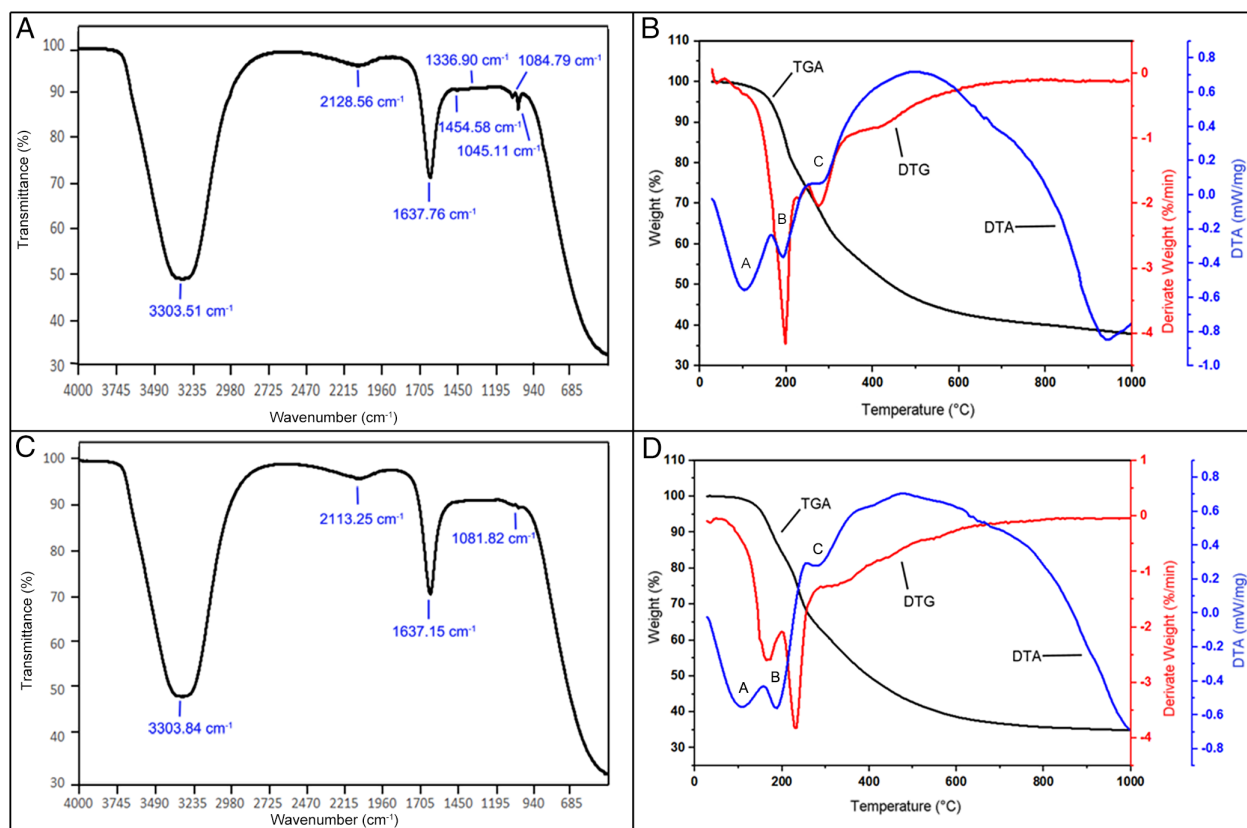 A
Transmittance (%)
100
90
80
70
60
50
40
30
3303.51 cm⁻¹
2128.56 cm⁻¹
1637.76 cm⁻¹
1454.58 cm⁻¹
1336.90 cm⁻¹
1084.79 cm⁻¹
1045.11 cm⁻¹
4000 3745 3490 3235 2980 2725 2470 2215 1960 1705 1450 1195 940 685
Wavenumber (cm⁻¹)
B
Weight (%)
110
100
90
80
70
60
50
40
30
TGA
DTG
DTA
A
B
C
0 200 400 600 800 1000
Temperature (°C)
0
-1
-2
-3
-4
Derivate Weight (%/min)
0.8
0.6
0.4
0.2
0.0
-0.2
-0.4
-0.6
-0.8
-1.0
DTA (mW/mg)
C
Transmittance (%)
100
90
80
70
60
50
40
30
3303.84 cm⁻¹
2113.25 cm⁻¹
1637.15 cm⁻¹
1081.82 cm⁻¹
4000 3745 3490 3235 2980 2725 2470 2215 1960 1705 1450 1195 940 685
Wavenumber (cm⁻¹)
D
Weight (%)
110
100
90
80
70
60
50
40
30
TGA
DTG
DTA
A
B
C
0 200 400 600 800 1000
Temperature (°C)
1
0
-1
-2
-3
-4
Derivate Weight (%/min)
0.8
0.6
0.4
0.2
0.0
-0.2
-0.4
-0.6
-0.8
DTA (mW/mg)